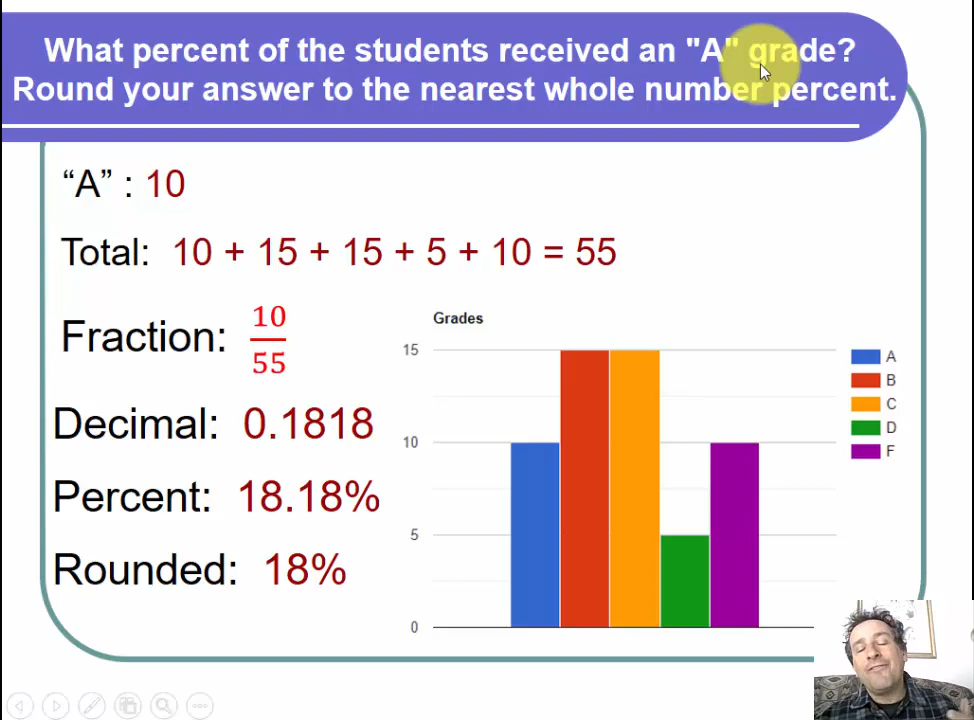 What percent of the students received an "A" grade?
Round your answer to the nearest whole number percent.
“A” : 10
Total: 10 + 15 + 15 + 5 + 10 = 55
Fraction: 10/55
Decimal: 0.1818
Percent: 18.18%
Rounded: 18%
Grades
15
10
5
0
A
B
C
D
F